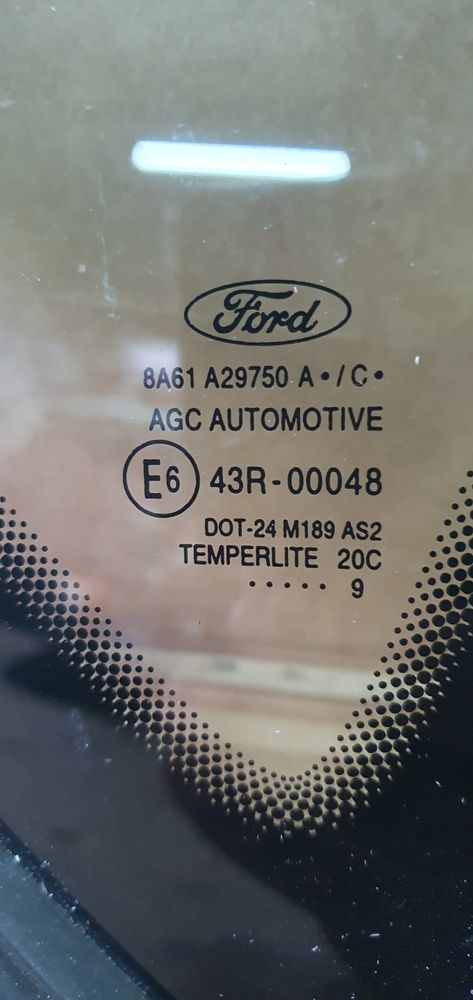 Ford
8A61 A29750 A•/C•
AGC AUTOMOTIVE
E6 43R-00048
DOT-24 M189 AS2
TEMPERLITE 20C
• • • • • 9